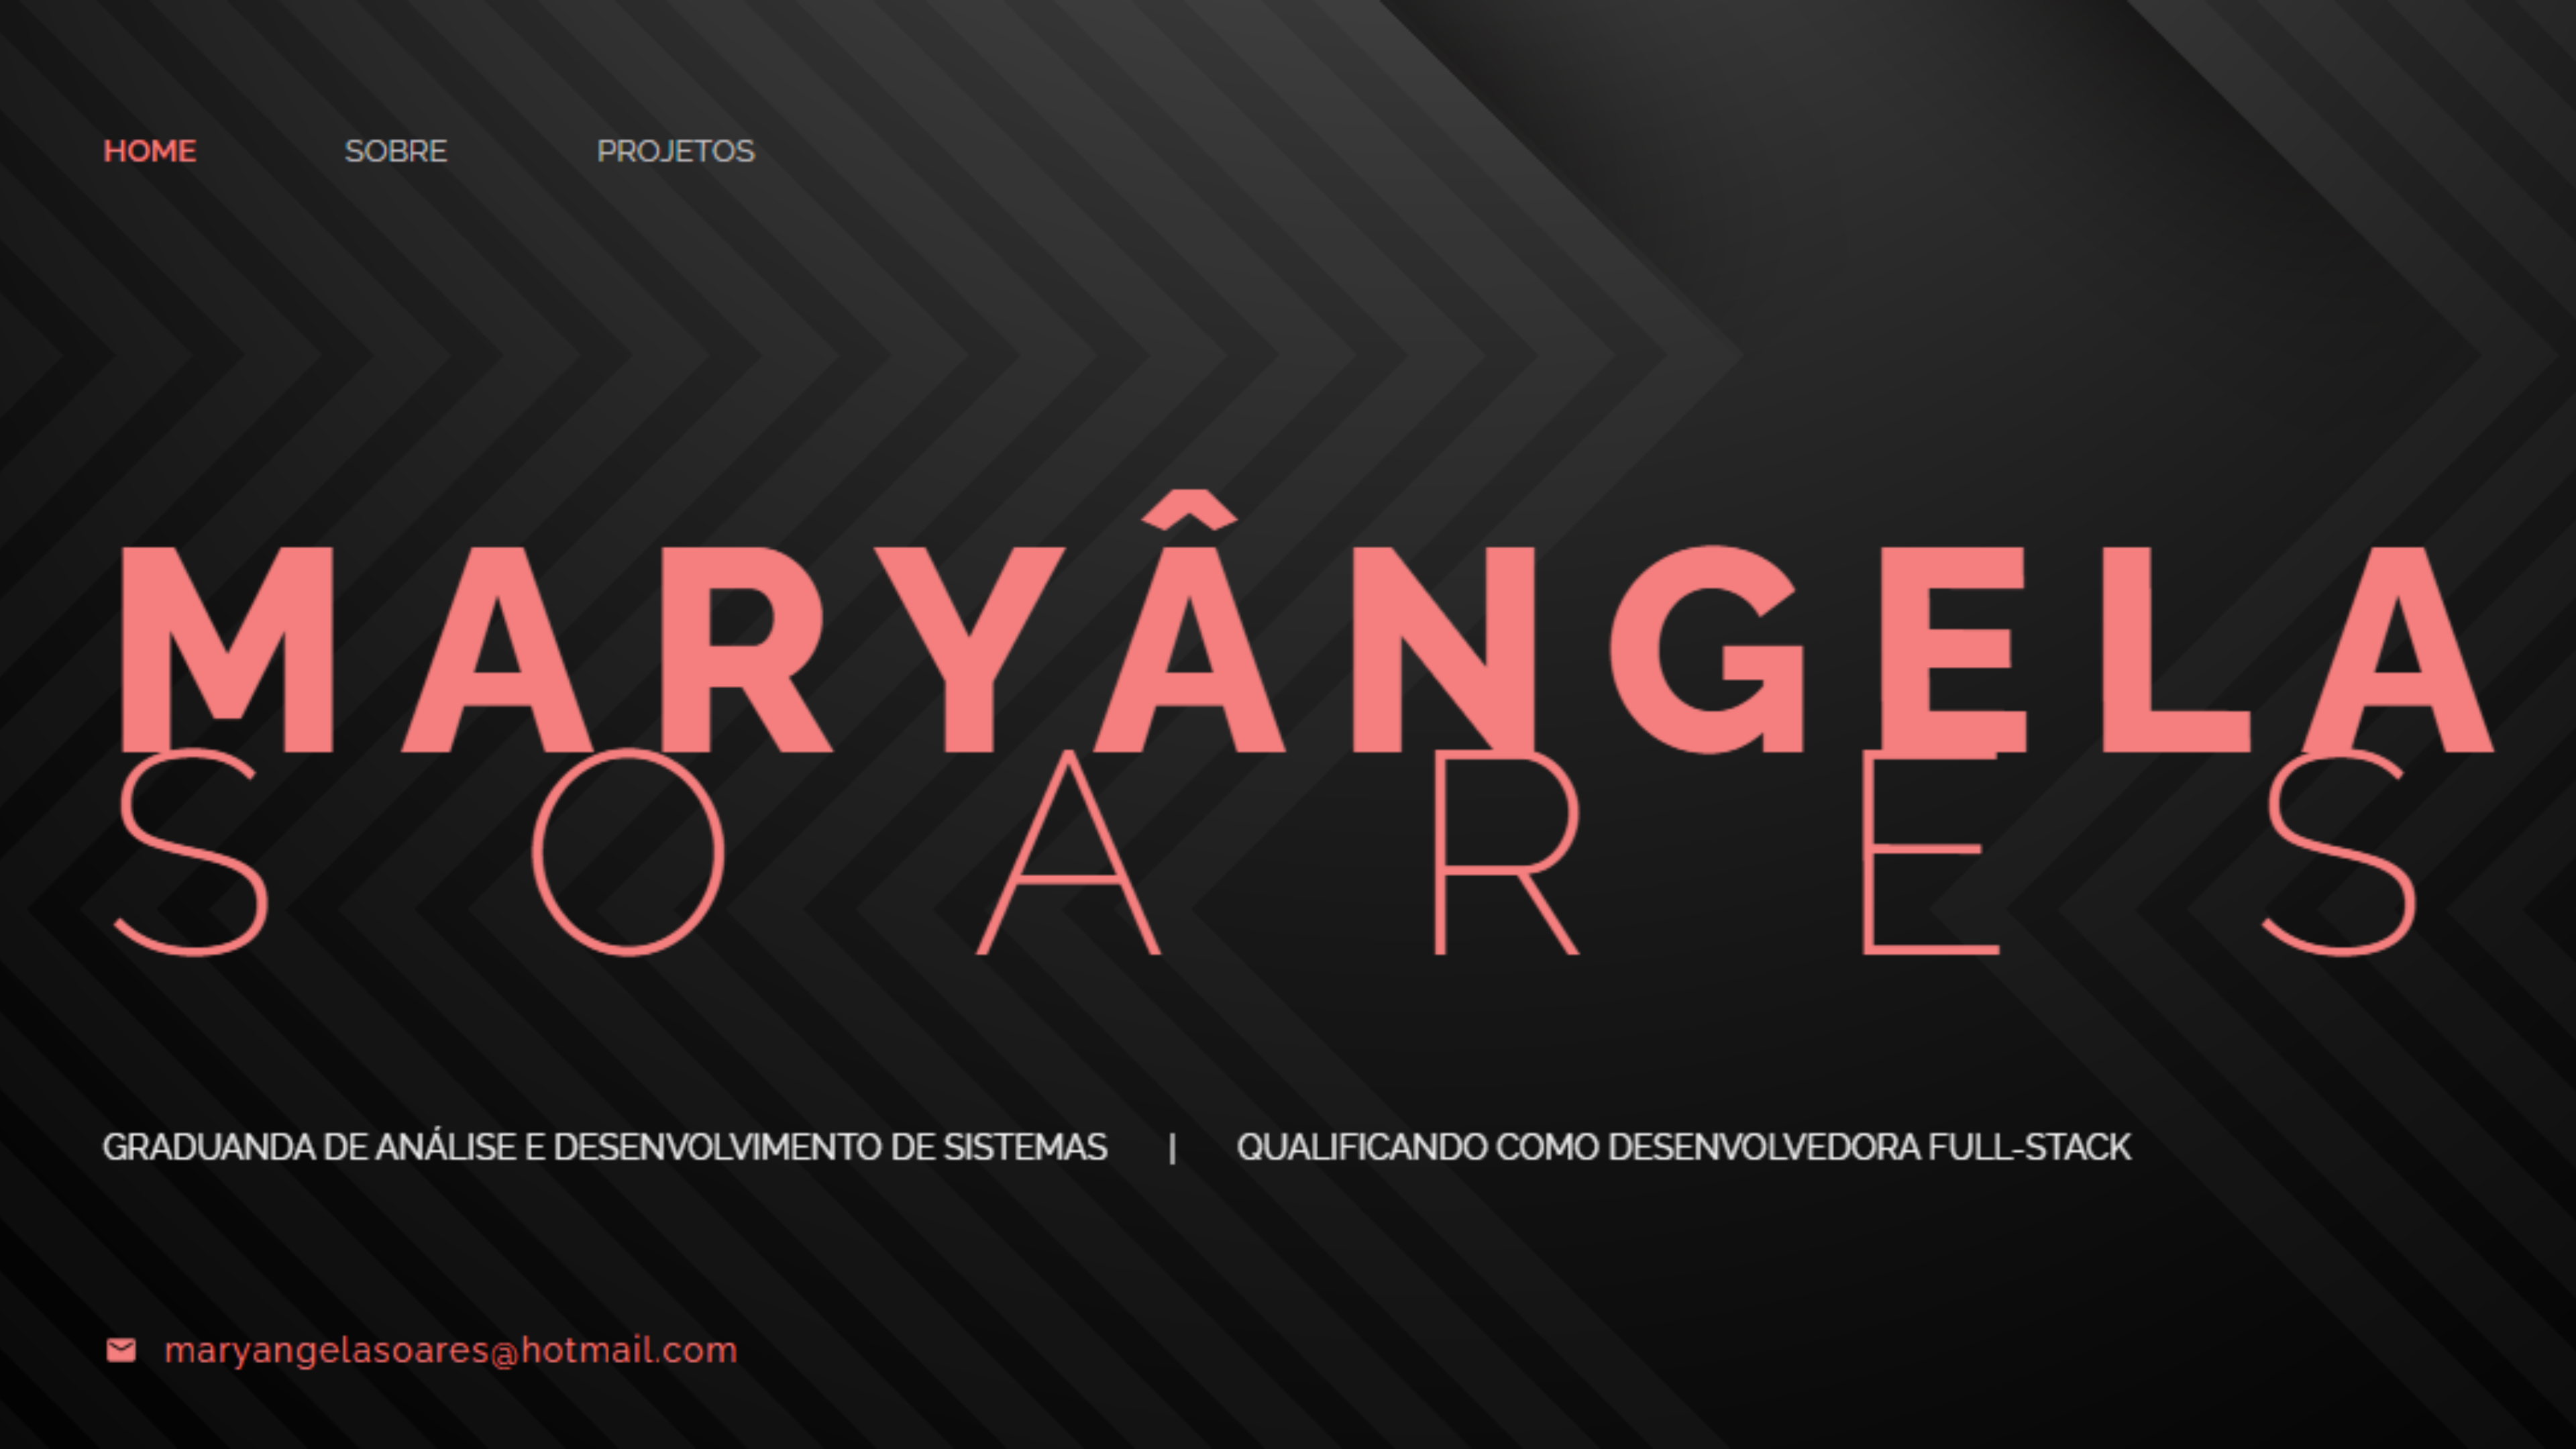 HOME SOBRE PROJETOS
MARYÂNGELA
SOARES
GRADUANDA DE ANÁLISE E DESENVOLVIMENTO DE SISTEMAS | QUALIFICANDO COMO DESENVOLVEDORA FULL-STACK
maryangelasoares@hotmail.com